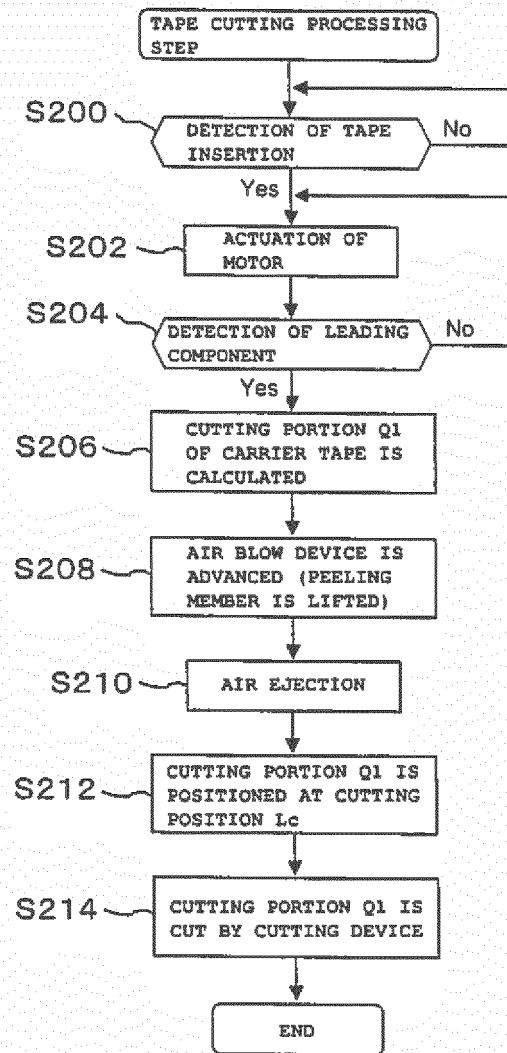 TAPE CUTTING PROCESSING
STEP
S200
DETECTION OF TAPE
INSERTION
No
Yes
S202
ACTUATION OF
MOTOR
S204
DETECTION OF LEADING
COMPONENT
No
Yes
S206
CUTTING PORTION Q1
OF CARRIER TAPE IS
CALCULATED
S208
AIR BLOW DEVICE IS
ADVANCED (PEELING
MEMBER IS LIFTED)
S210
AIR EJECTION
S212
CUTTING PORTION Q1 IS
POSITIONED AT CUTTING
POSITION Lc
S214
CUTTING PORTION Q1 IS
CUT BY CUTTING DEVICE
END